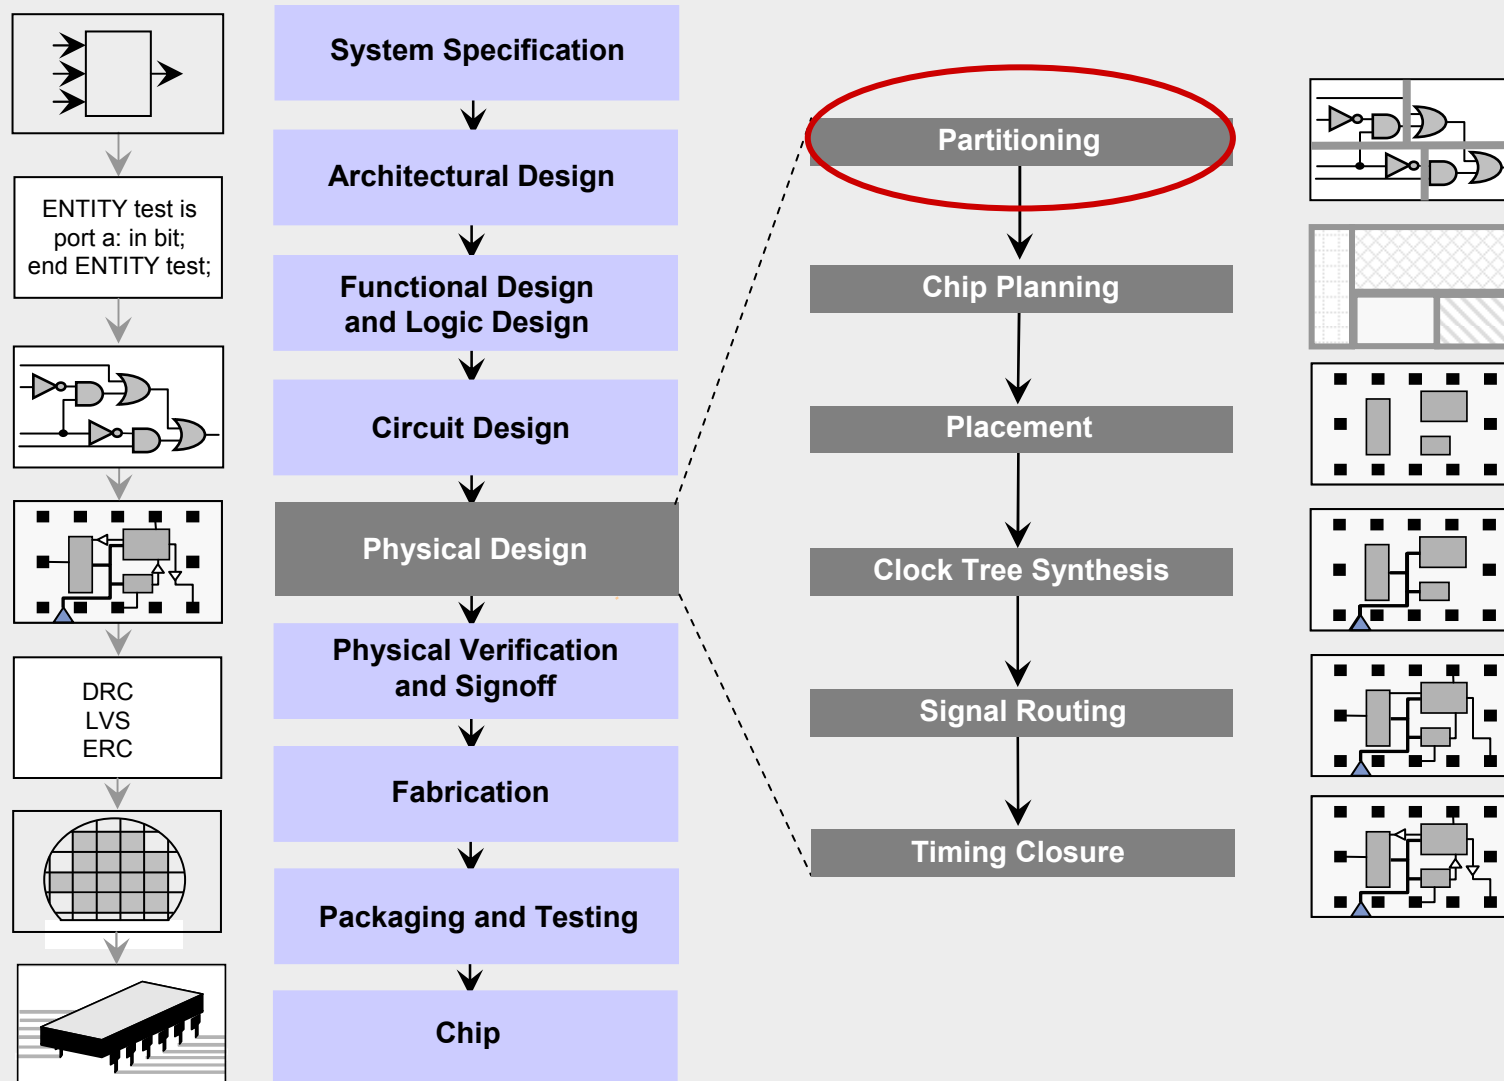 ENTITY test is
port a: in bit;
end ENTITY test;
DRC
LVS
ERC
System Specification
Architectural Design
Functional Design
and Logic Design
Circuit Design
Physical Design
Physical Verification
and Signoff
Fabrication
Packaging and Testing
Chip
Partitioning
Chip Planning
Placement
Clock Tree Synthesis
Signal Routing
Timing Closure